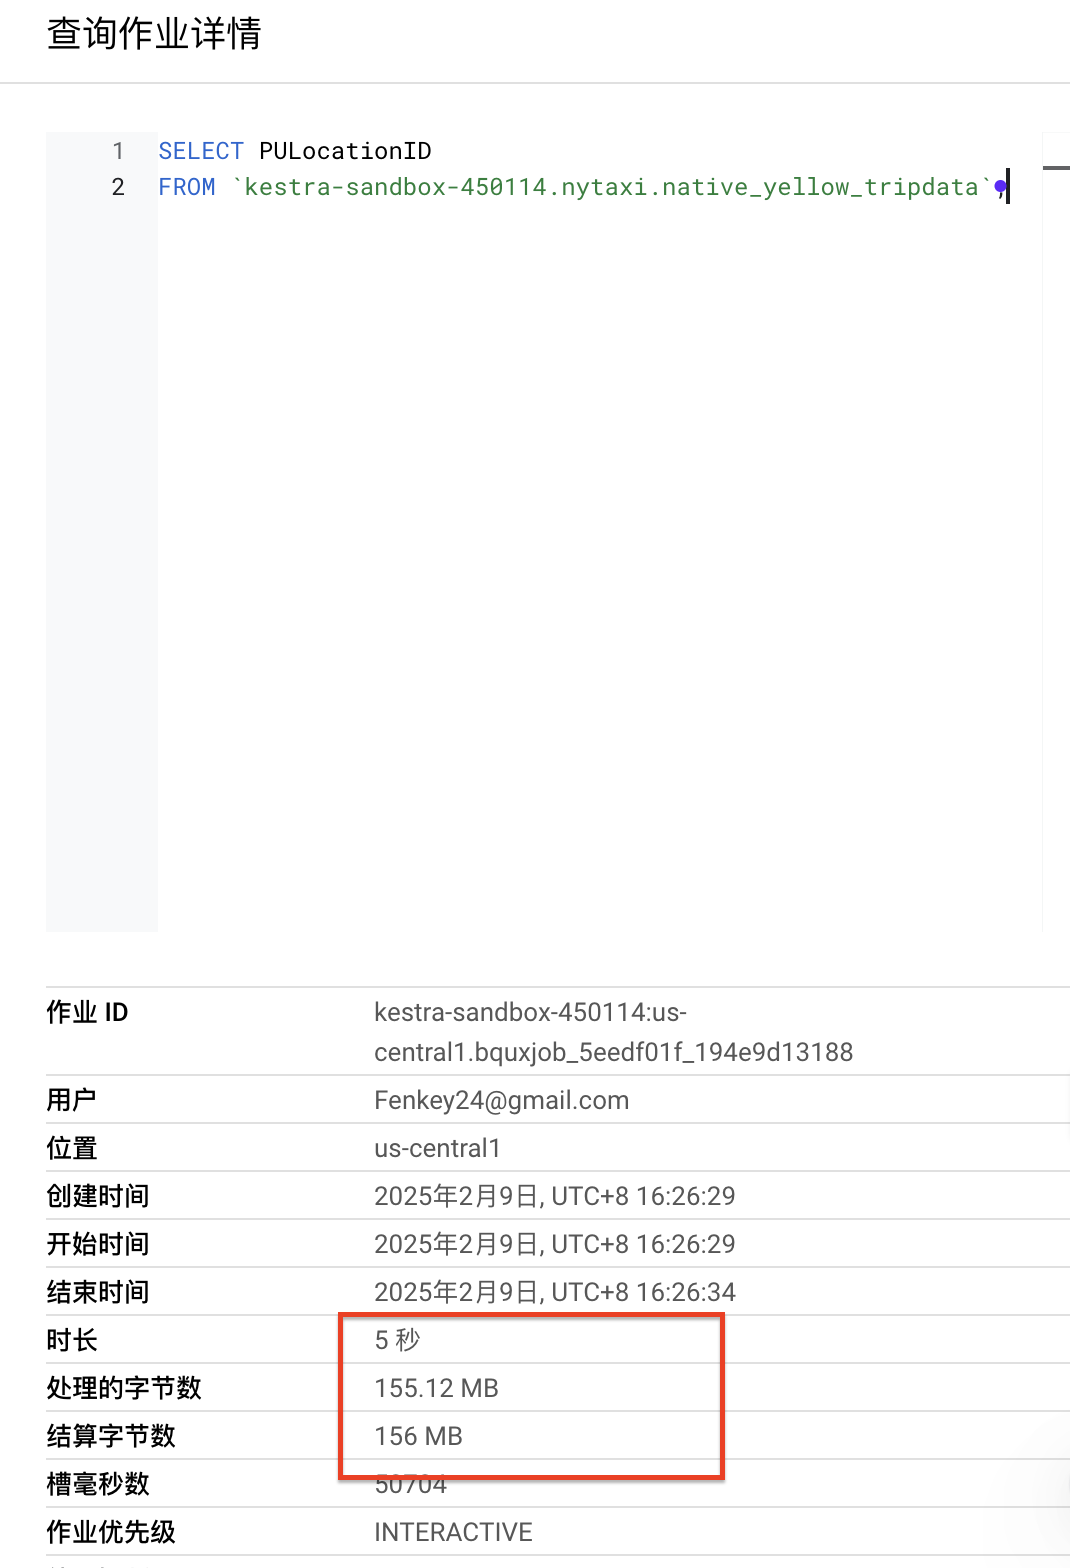 查询作业详情
1 SELECT PULocationID
2 FROM `kestra-sandbox-450114.nytaxi.native_yellow_tripdata`;
作业 ID kestra-sandbox-450114:us-
central1.bquxjob_5eedf01f_194e9d13188
用户 Fenkey24@gmail.com
位置 us-central1
创建时间 2025年2月9日, UTC+8 16:26:29
开始时间 2025年2月9日, UTC+8 16:26:29
结束时间 2025年2月9日, UTC+8 16:26:34
时长 5 秒
处理的字节数 155.12 MB
结算字节数 156 MB
槽毫秒数 50704
作业优先级 INTERACTIVE